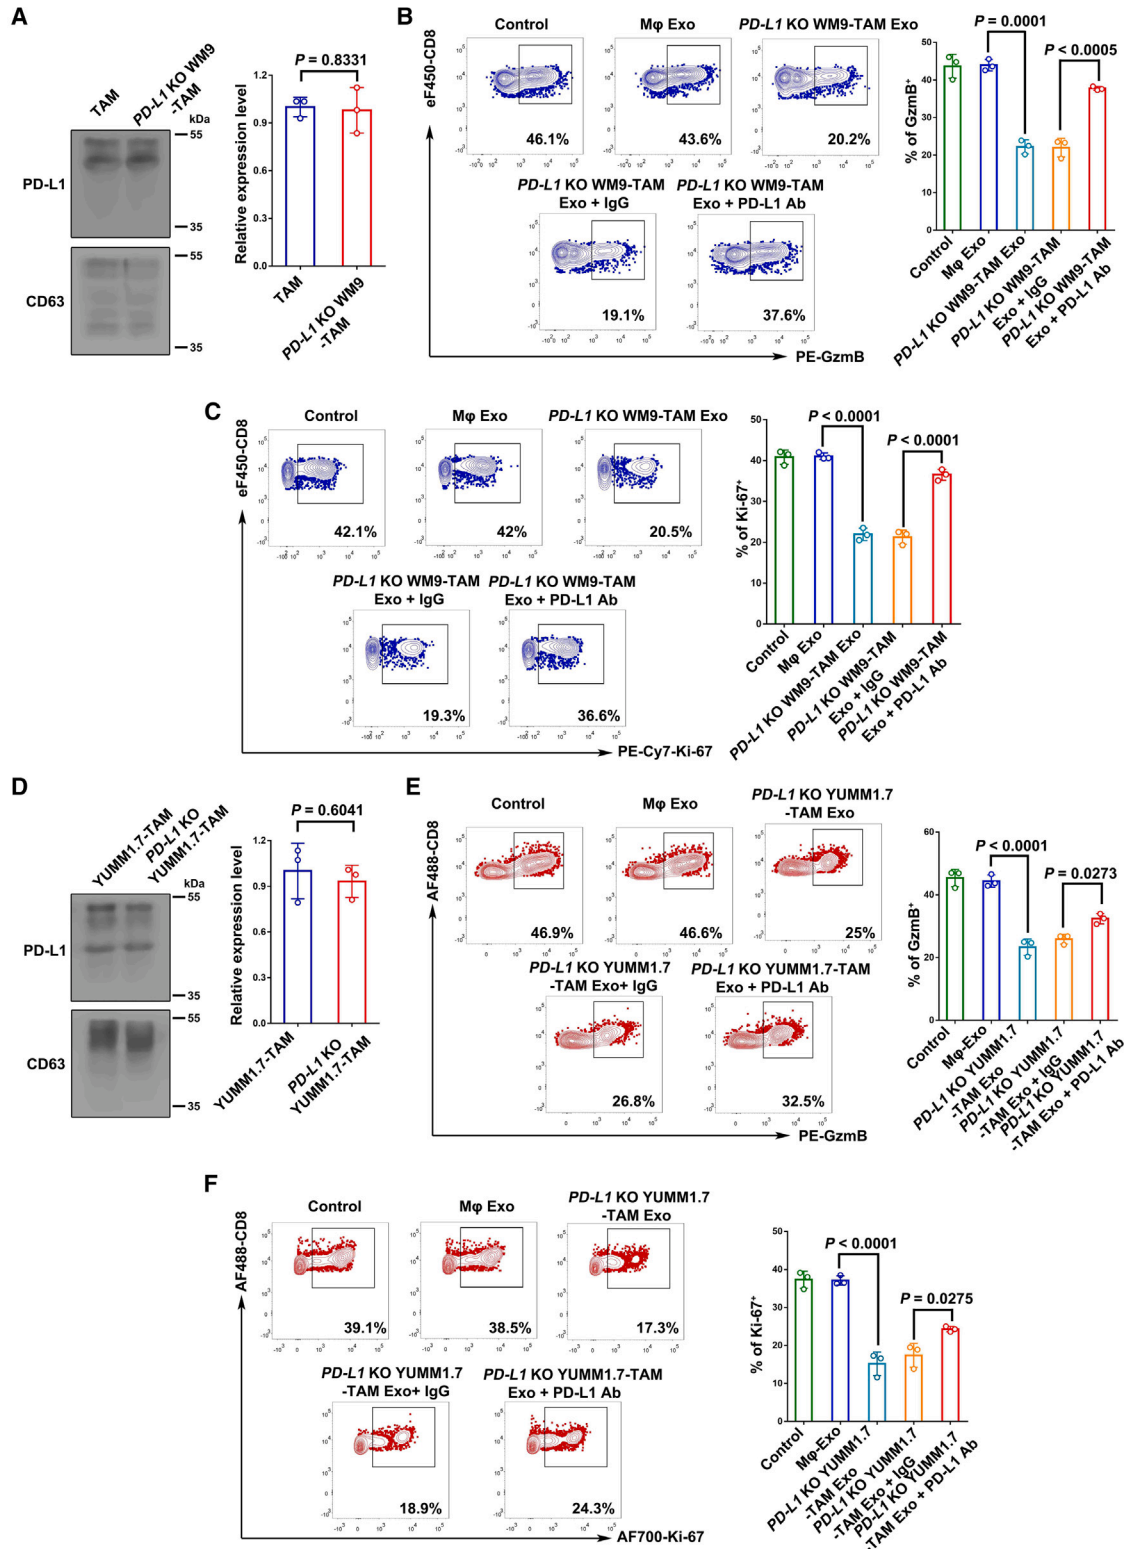 A
TAM
PD-L1 KO WM9
-TAM
kDa
55
PD-L1
35
55
CD63
35
P = 0.8331
Relative expression level
1.2
0.9
0.6
0.3
0.0
TAM
PD-L1 KO WM9
-TAM
B
Control
Mφ Exo
PD-L1 KO WM9-TAM Exo
eF450-CD8
46.1%
43.6%
20.2%
PD-L1 KO WM9-TAM
Exo + IgG
PD-L1 KO WM9-TAM
Exo + PD-L1 Ab
19.1%
37.6%
PE-GzmB
P = 0.0001
P < 0.0005
% of GzmB+
50
40
30
20
10
0
Control
Mφ Exo
PD-L1 KO WM9-TAM Exo
PD-L1 KO WM9-TAM
Exo + IgG
PD-L1 KO WM9-TAM
Exo + PD-L1 Ab
C
Control
Mφ Exo
PD-L1 KO WM9-TAM Exo
eF450-CD8
42.1%
42%
20.5%
PD-L1 KO WM9-TAM
Exo + IgG
PD-L1 KO WM9-TAM
Exo + PD-L1 Ab
19.3%
36.6%
PE-Cy7-Ki-67
P < 0.0001
P < 0.0001
% of Ki-67+
50
40
30
20
10
0
Control
Mφ Exo
PD-L1 KO WM9-TAM Exo
PD-L1 KO WM9-TAM
Exo + IgG
PD-L1 KO WM9-TAM
Exo + PD-L1 Ab
D
YUMM1.7-TAM
PD-L1 KO
YUMM1.7-TAM
kDa
55
PD-L1
35
55
CD63
35
P = 0.6041
Relative expression level
1.2
0.9
0.6
0.3
0.0
YUMM1.7-TAM
PD-L1 KO
YUMM1.7-TAM
E
Control
Mφ Exo
PD-L1 KO YUMM1.7
-TAM Exo
AF488-CD8
46.9%
46.6%
25%
PD-L1 KO YUMM1.7
-TAM Exo+ IgG
PD-L1 KO YUMM1.7-TAM
Exo + PD-L1 Ab
26.8%
32.5%
PE-GzmB
P < 0.0001
P = 0.0273
% of GzmB+
60
40
20
0
Control
Mφ-Exo
PD-L1 KO YUMM1.7
-TAM Exo
PD-L1 KO YUMM1.7
-TAM Exo + IgG
PD-L1 KO YUMM1.7
-TAM Exo + PD-L1 Ab
F
Control
Mφ Exo
PD-L1 KO YUMM1.7
-TAM Exo
AF488-CD8
39.1%
38.5%
17.3%
PD-L1 KO YUMM1.7
-TAM Exo+ IgG
PD-L1 KO YUMM1.7-TAM
Exo + PD-L1 Ab
18.9%
24.3%
AF700-Ki-67
P < 0.0001
P = 0.0275
% of Ki-67+
50
40
30
20
10
0
Control
Mφ-Exo
PD-L1 KO YUMM1.7
-TAM Exo
PD-L1 KO YUMM1.7
-TAM Exo + IgG
PD-L1 KO YUMM1.7
-TAM Exo + PD-L1 Ab